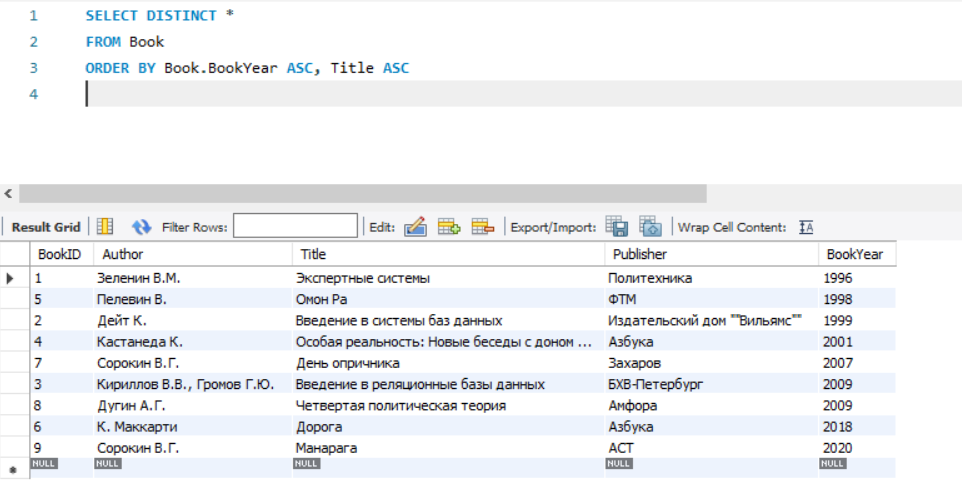 1 SELECT DISTINCT *
2 FROM Book
3 ORDER BY Book.BookYear ASC, Title ASC
4
Result Grid Filter Rows: Edit: Export/Import: Wrap Cell Content: IA
BookID Author Title Publisher BookYear
1 Зеленин В.М. Экспертные системы Политехника 1996
5 Пелевин В. Омон Ра ФТМ 1998
2 Дейт К. Введение в системы баз данных Издательский дом ""Вильямс"" 1999
4 Кастанеда К. Особая реальность: Новые беседы с доном ... Азбука 2001
7 Сорокин В.Г. День опричника Захаров 2007
3 Кириллов В.В., Громов Г.Ю. Введение в реляционные базы данных БХВ-Петербург 2009
8 Дугин А.Г. Четвертая политическая теория Амфора 2009
6 К. Маккарти Дорога Азбука 2018
9 Сорокин В.Г. Манарага АСТ 2020
NULL NULL NULL NULL NULL